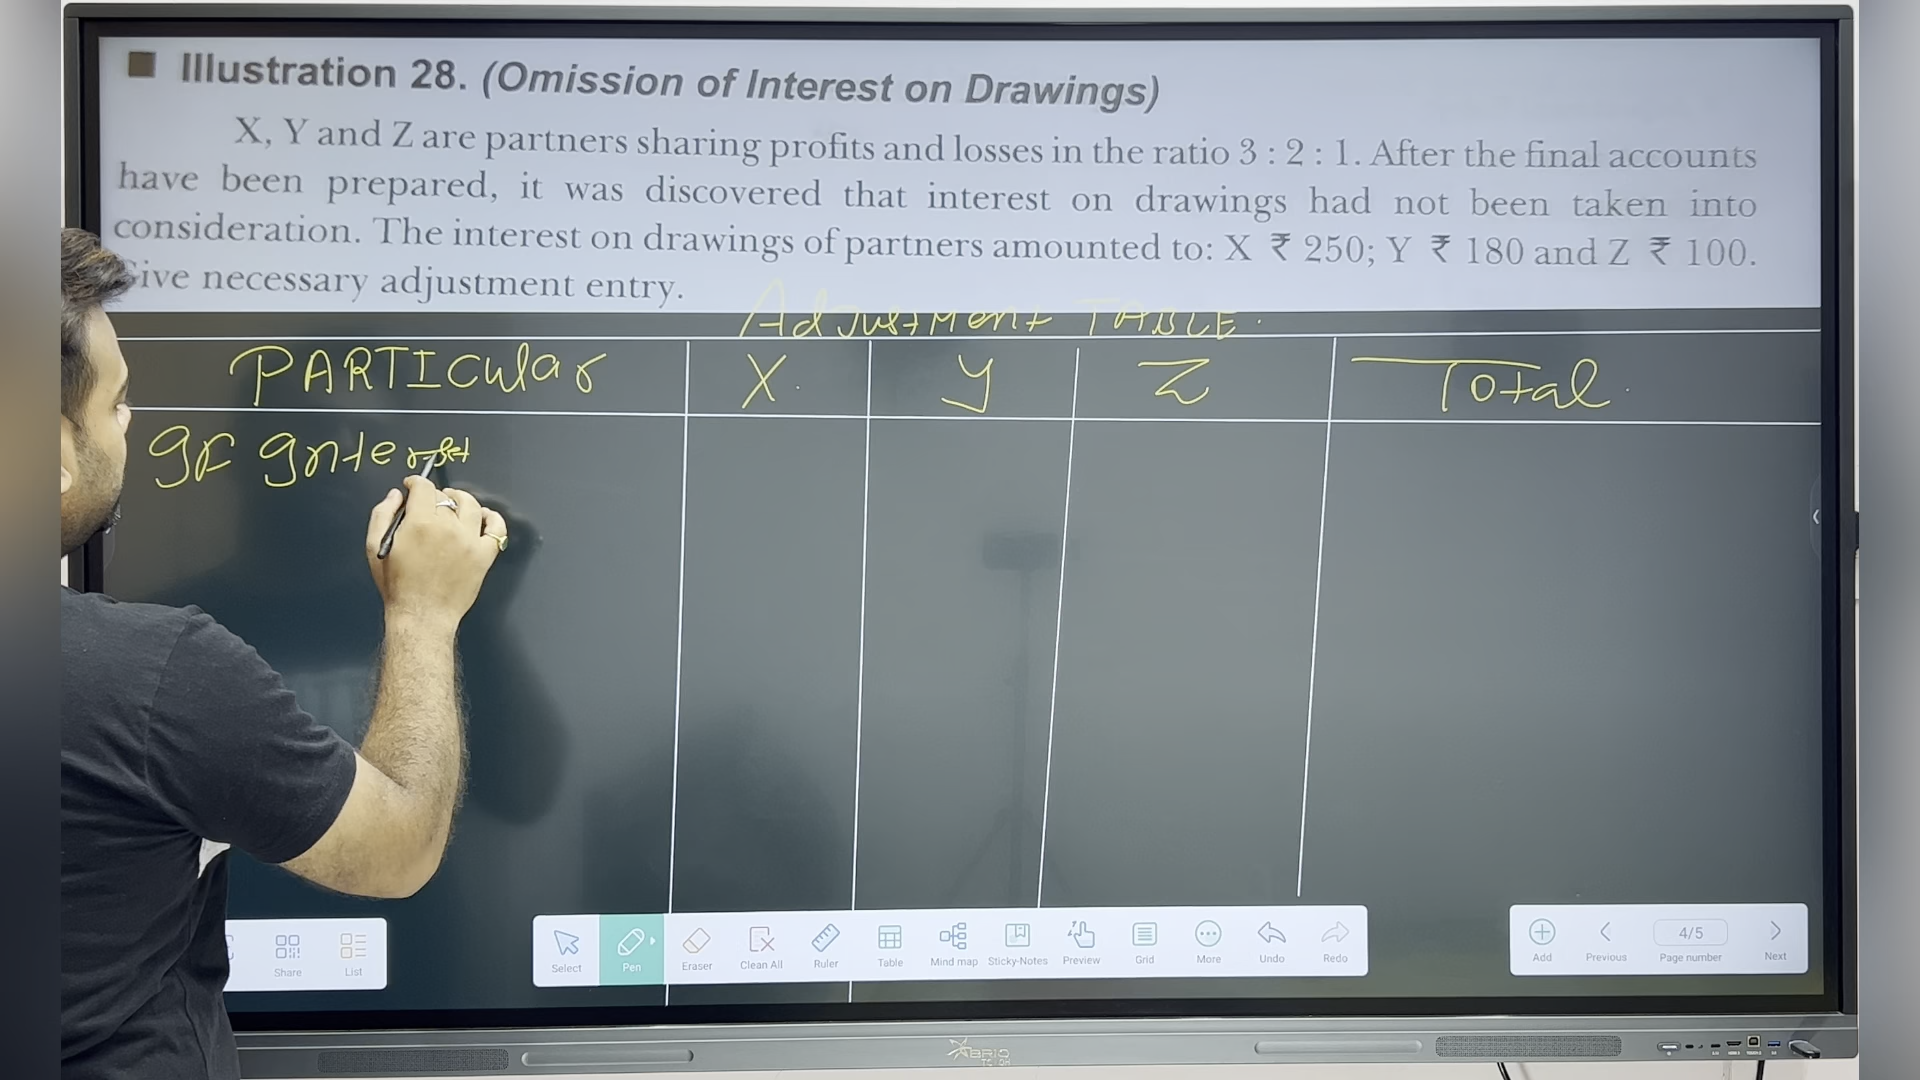 ■ Illustration 28. (Omission of Interest on Drawings)
X, Y and Z are partners sharing profits and losses in the ratio 3 : 2 : 1. After the final accounts
have been prepared, it was discovered that interest on drawings had not been taken into
consideration. The interest on drawings of partners amounted to: X ₹ 250; Y ₹ 180 and Z ₹ 100.
ive necessary adjustment entry.
Adjustment TABLE.
PARTICular X. Y Z Total.
If Interest
Share List Select Pen Eraser Clean All Ruler Table Mind map Sticky-Notes Preview Grid More Undo Redo Add Previous 4/5 Page number Next